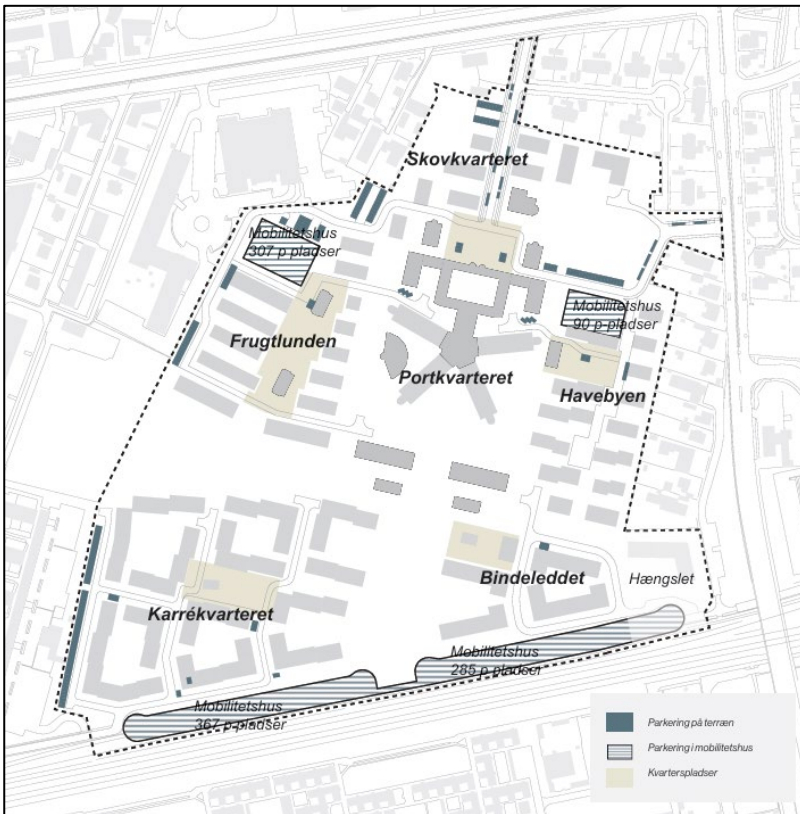 Skovkvarteret
Mobilitetshus
307 p pladser
Mobilitetshus
90 p-pladser
Frugtlunden
Portkvarteret
Havebyen
Bindeleddet
Hængslet
Karrékvarteret
Mobilitetshus
285 p pladser
Mobilitetshus
367 p-pladser
Parkering på terræn
Parkering i mobilitetshus
Kvarterspladser